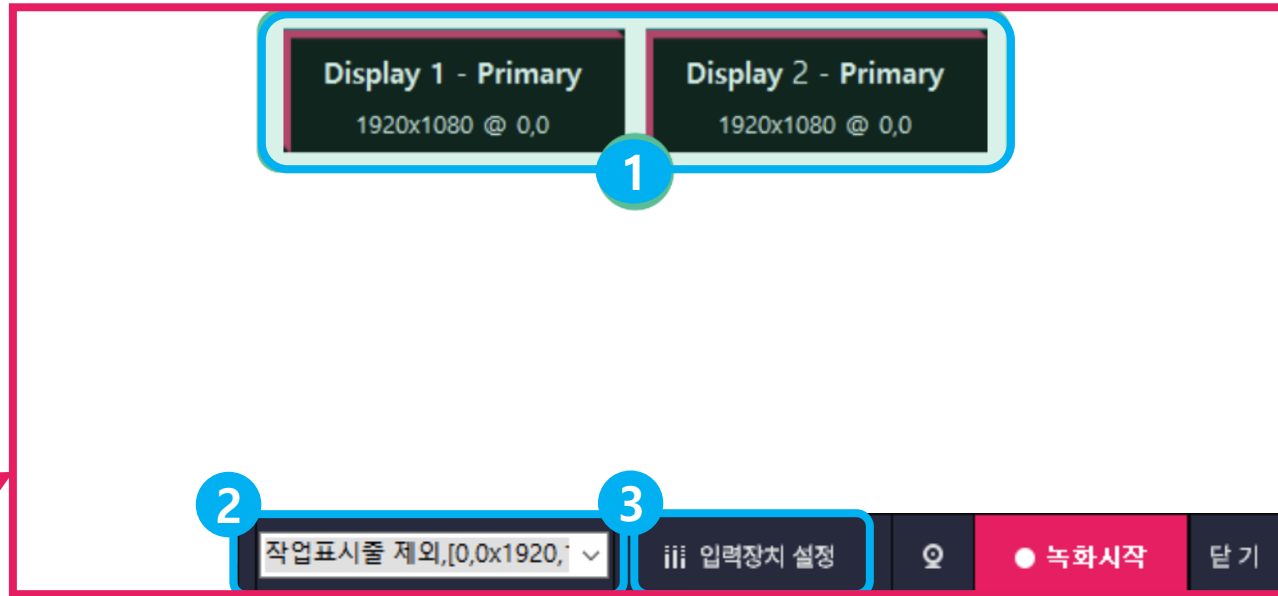 Display 1 - Primary
1920x1080 @ 0,0
Display 2 - Primary
1920x1080 @ 0,0
1
2
3
작업표시줄 제외,[0,0x1920,
입력장치 설정
녹화시작
닫기